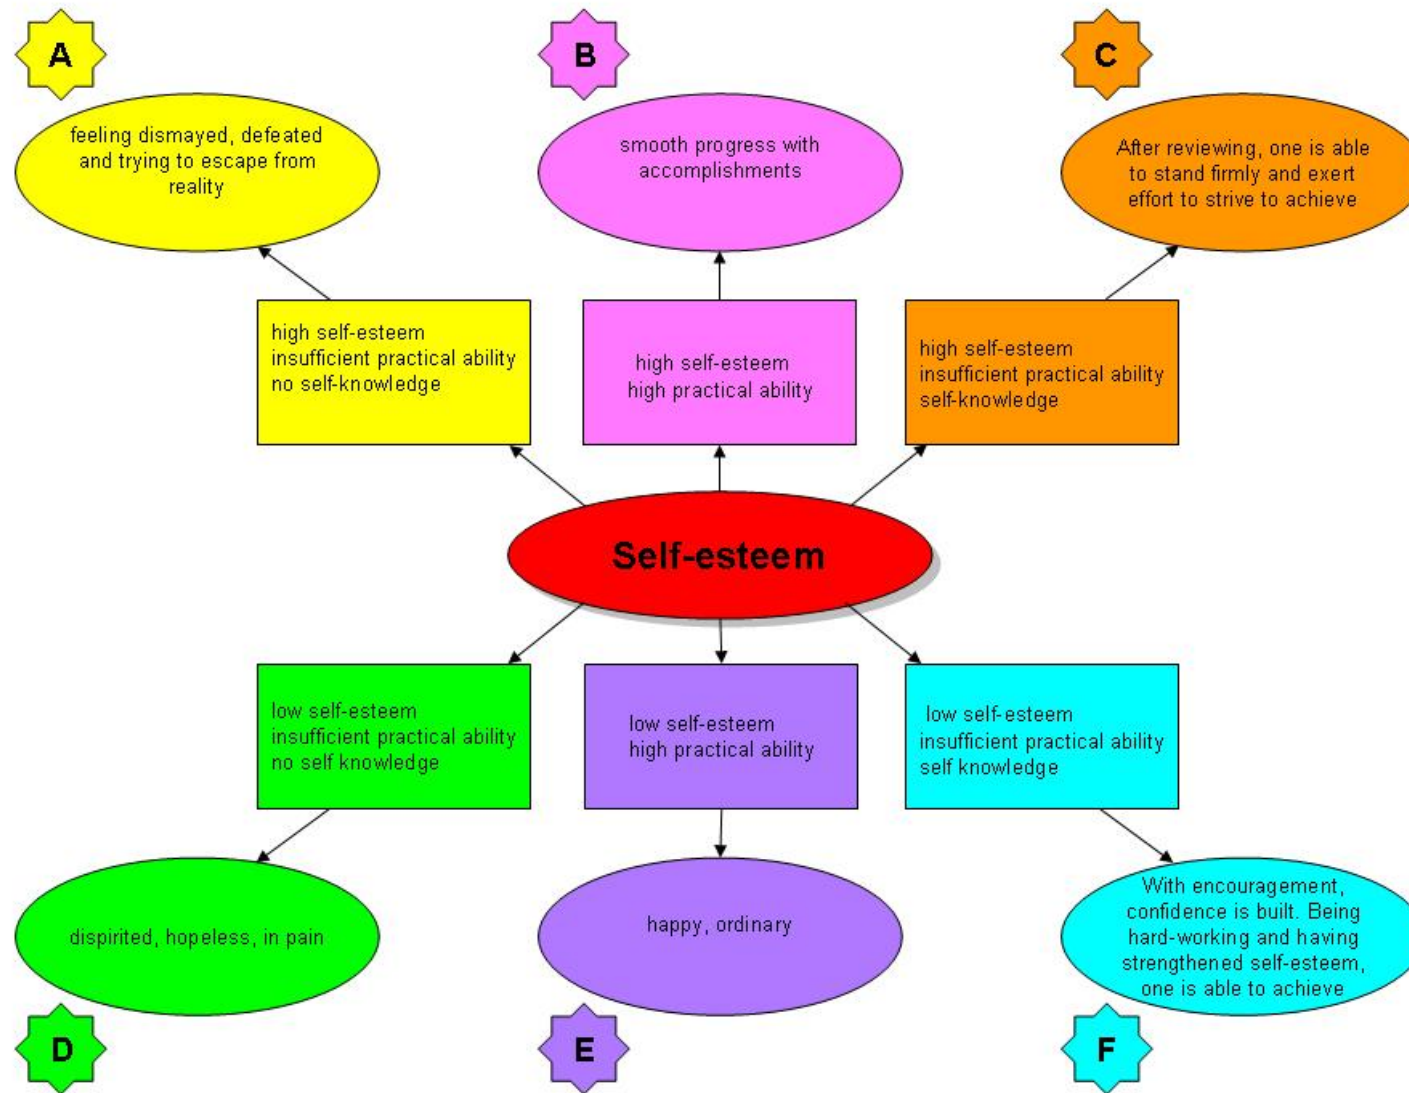 A
B
C
feeling dismayed, defeated
and trying to escape from
reality
smooth progress with
accomplishments
After reviewing, one is able
to stand firmly and exert
effort to strive to achieve
high self-esteem
insufficient practical ability
no self-knowledge
high self-esteem
high practical ability
high self-esteem
insufficient practical ability
self-knowledge
Self-esteem
low self-esteem
insufficient practical ability
no self knowledge
low self-esteem
high practical ability
low self-esteem
insufficient practical ability
self knowledge
dispirited, hopeless, in pain
happy, ordinary
With encouragement,
confidence is built. Being
hard-working and having
strengthened self-esteem,
one is able to achieve
D
E
F